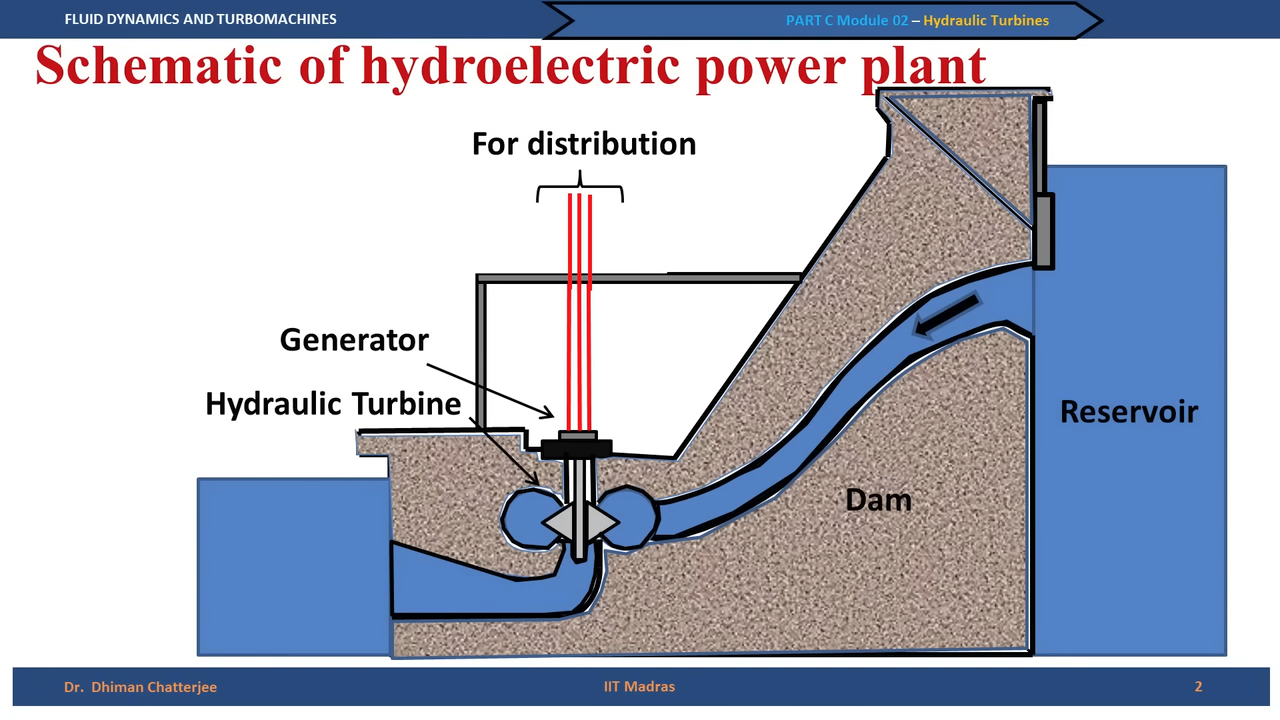 FLUID DYNAMICS AND TURBOMACHINES
PART C Module 02 – Hydraulic Turbines
Schematic of hydroelectric power plant
For distribution
Generator
Hydraulic Turbine
Reservoir
Dam
Dr. Dhiman Chatterjee
IIT Madras
2